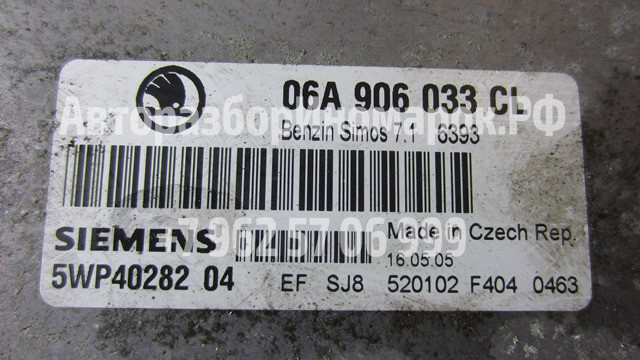 06A 906 033 CL
Авторазбориномарок.РФ
Benzin Simos 7.1 6393
SIEMENS
7 962 57 06 999
Made in Czech Rep.
16.05.05
5WP40282 04
EF SJ8 520102 F404 0463